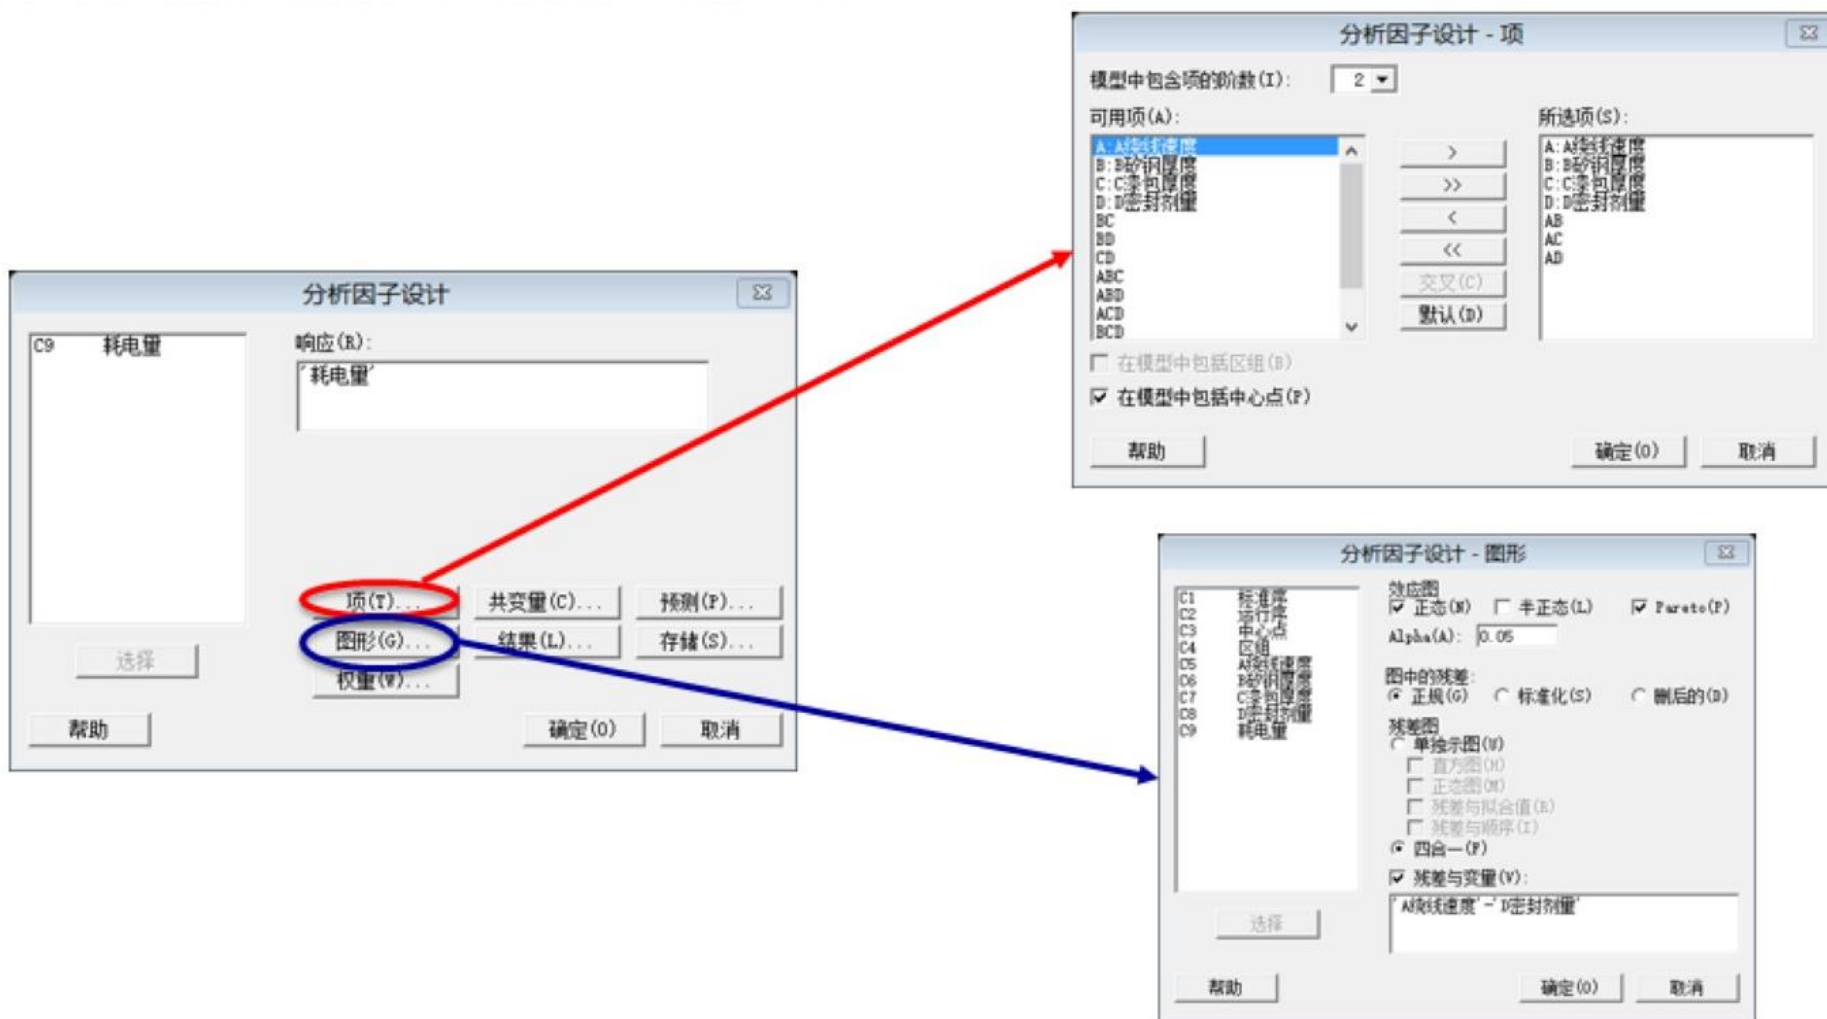 分析因子设计
C9 耗电量
响应(R):
'耗电量'
项(T)...
共变量(C)...
预测(P)...
图形(G)...
结果(L)...
存储(S)...
选择
权重(W)...
帮助
确定(O)
取消
分析因子设计 - 项
模型中包含项的阶数(I): 2
可用项(A):
A:A绕线速度
B:B矽钢厚度
C:C漆包厚度
D:D密封剂量
BC
BD
CD
ABC
ABD
ACD
BCD
>
>>
<
<<
交叉(C)
默认(D)
所选项(S):
A:A绕线速度
B:B矽钢厚度
C:C漆包厚度
D:D密封剂量
AB
AC
AD
在模型中包括区组(B)
在模型中包括中心点(P)
帮助
确定(O)
取消
分析因子设计 - 图形
C1 标准序
C2 运行序
C3 中心点
C4 区组
C5 A绕线速度
C6 B矽钢厚度
C7 C漆包厚度
C8 D密封剂量
C9 耗电量
效应图
正态(N) 半正态(L) Pareto(P)
Alpha(A): 0.05
图中的残差:
正规(G) 标准化(S) 删后的(D)
残差图
单独示图(U)
直方图(H)
正态图(M)
残差与拟合值(R)
残差与顺序(I)
四合一(F)
残差与变量(V):
'A绕线速度'-'D密封剂量'
选择
帮助
确定(O)
取消